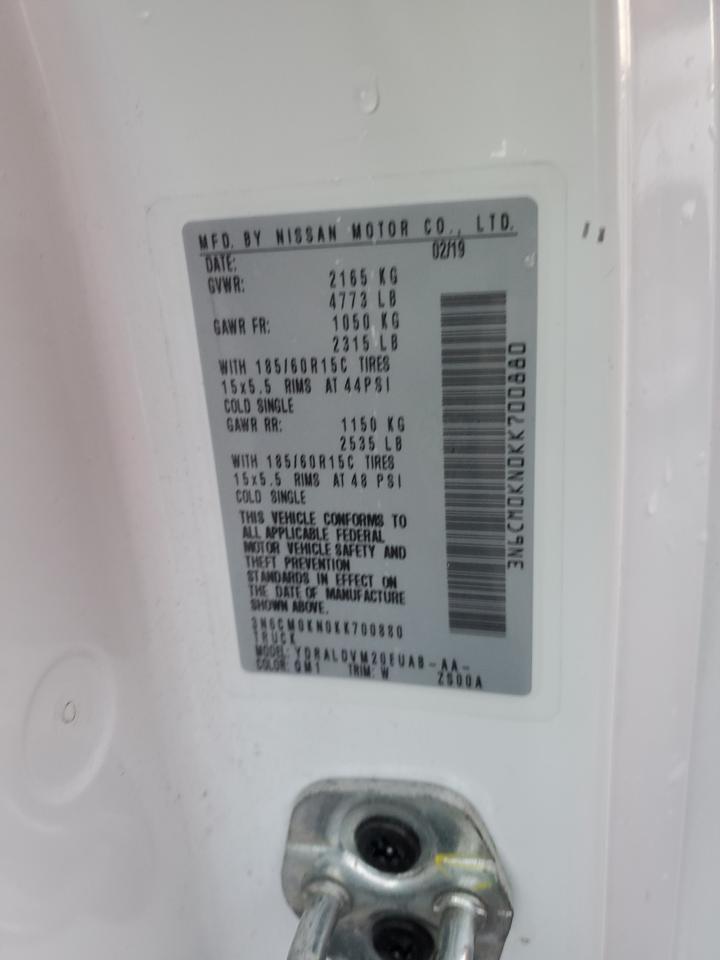 MFD. BY NISSAN MOTOR CO., LTD.
DATE: 02/19
GVWR: 2165 KG
4773 LB
GAWR FR: 1050 KG
2315 LB
WITH 185/60R15C TIRES
15x5.5 RIMS AT 44PSI
COLD SINGLE
GAWR RR: 1150 KG
2535 LB
WITH 185/60R15C TIRES
15x5.5 RIMS AT 48 PSI
COLD SINGLE
THIS VEHICLE CONFORMS TO
ALL APPLICABLE FEDERAL
MOTOR VEHICLE SAFETY AND
THEFT PREVENTION
STANDARDS IN EFFECT ON
THE DATE OF MANUFACTURE
SHOWN ABOVE.
3N6CM0KN0KK700880
TRUCK
MODEL: YDRALDVM20EUAB-AA-
COLOR: QM1 TRIM: W Z500A
3N6CM0KN0KK700880